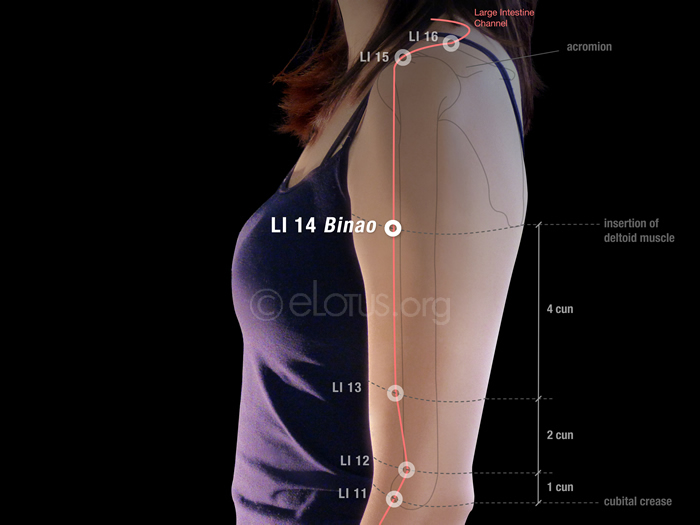 Large Intestine
Channel
LI 16
acromion
LI 15
LI 14 Binao
insertion of
deltoid muscle
© eLotus.org
4 cun
LI 13
2 cun
LI 12
1 cun
LI 11
cubital crease